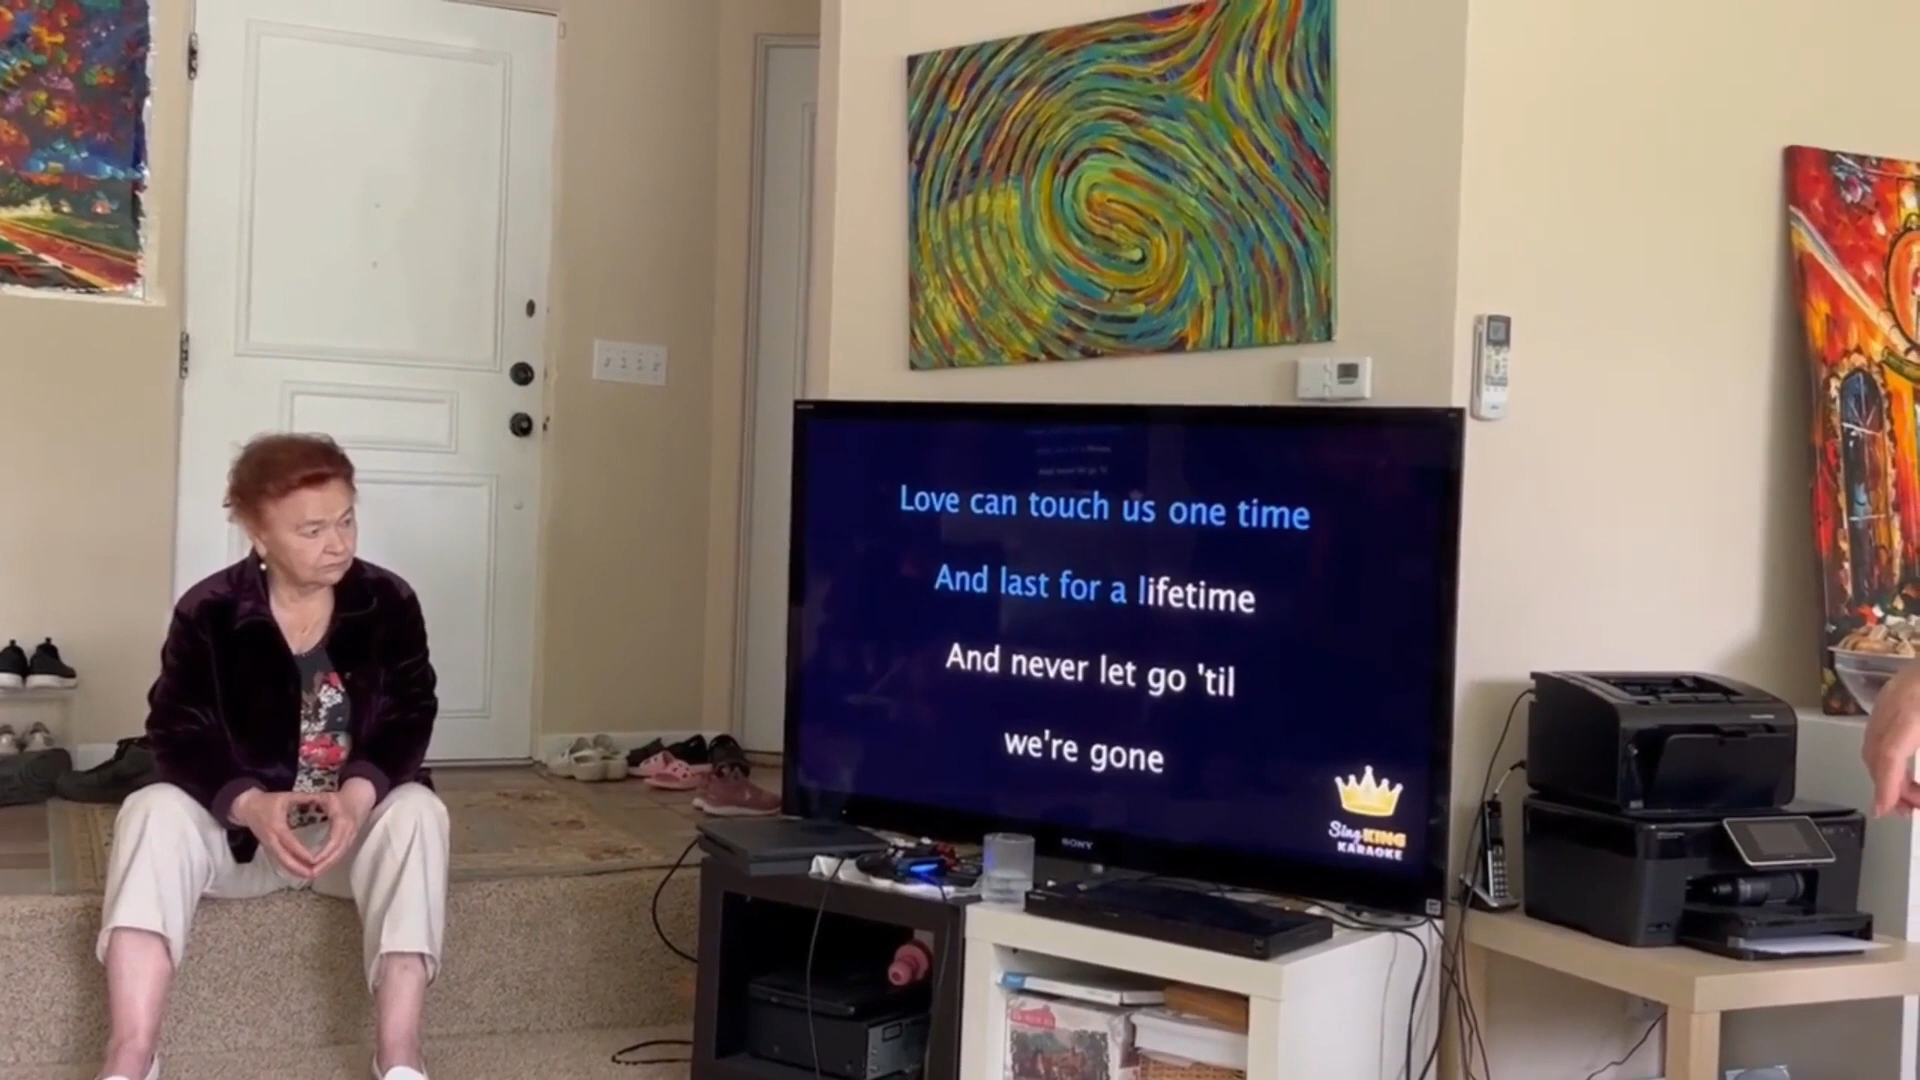 Love can touch us one time
And last for a lifetime
And never let go 'til
we're gone
Sing KING
KARAOKE
SONY